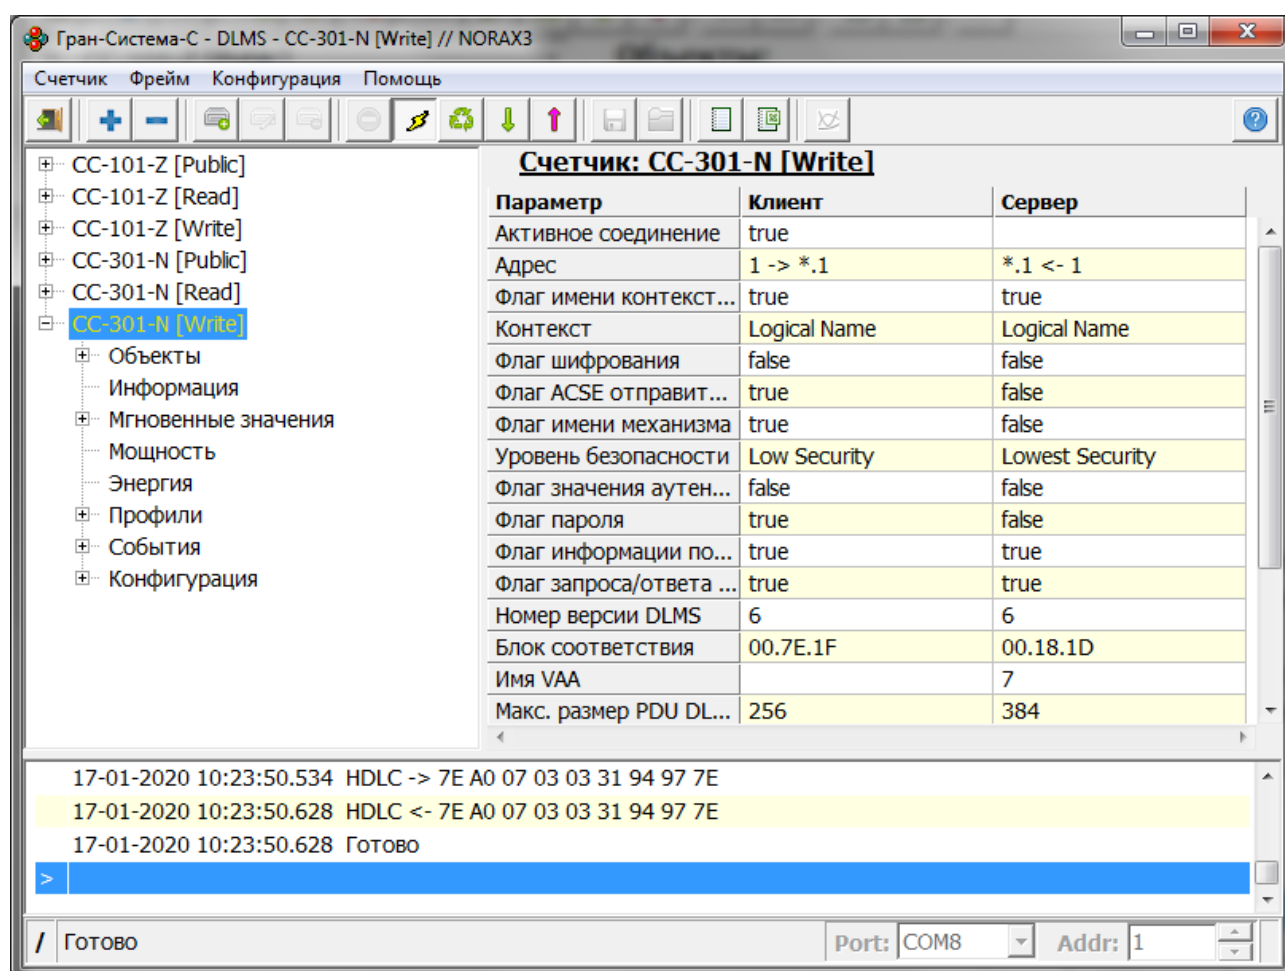 Гран-Система-С - DLMS - CC-301-N [Write] // NORAX3
Счетчик Фрейм Конфигурация Помощь
CC-101-Z [Public]
CC-101-Z [Read]
CC-101-Z [Write]
CC-301-N [Public]
CC-301-N [Read]
CC-301-N [Write]
Объекты
Информация
Мгновенные значения
Мощность
Энергия
Профили
События
Конфигурация
Счетчик: CC-301-N [Write]
Параметр Клиент Сервер
Активное соединение true
Адрес 1 -> *.1 *.1 <- 1
Флаг имени контекст... true true
Контекст Logical Name Logical Name
Флаг шифрования false false
Флаг ACSE отправит... true false
Флаг имени механизма true false
Уровень безопасности Low Security Lowest Security
Флаг значения аутен... false false
Флаг пароля true false
Флаг информации по... true true
Флаг запроса/ответа ... true true
Номер версии DLMS 6 6
Блок соответствия 00.7E.1F 00.18.1D
Имя VAA 7
Макс. размер PDU DL... 256 384
17-01-2020 10:23:50.534 HDLC -> 7E A0 07 03 03 31 94 97 7E
17-01-2020 10:23:50.628 HDLC <- 7E A0 07 03 03 31 94 97 7E
17-01-2020 10:23:50.628 Готово
>
/ Готово Port: COM8 Addr: 1